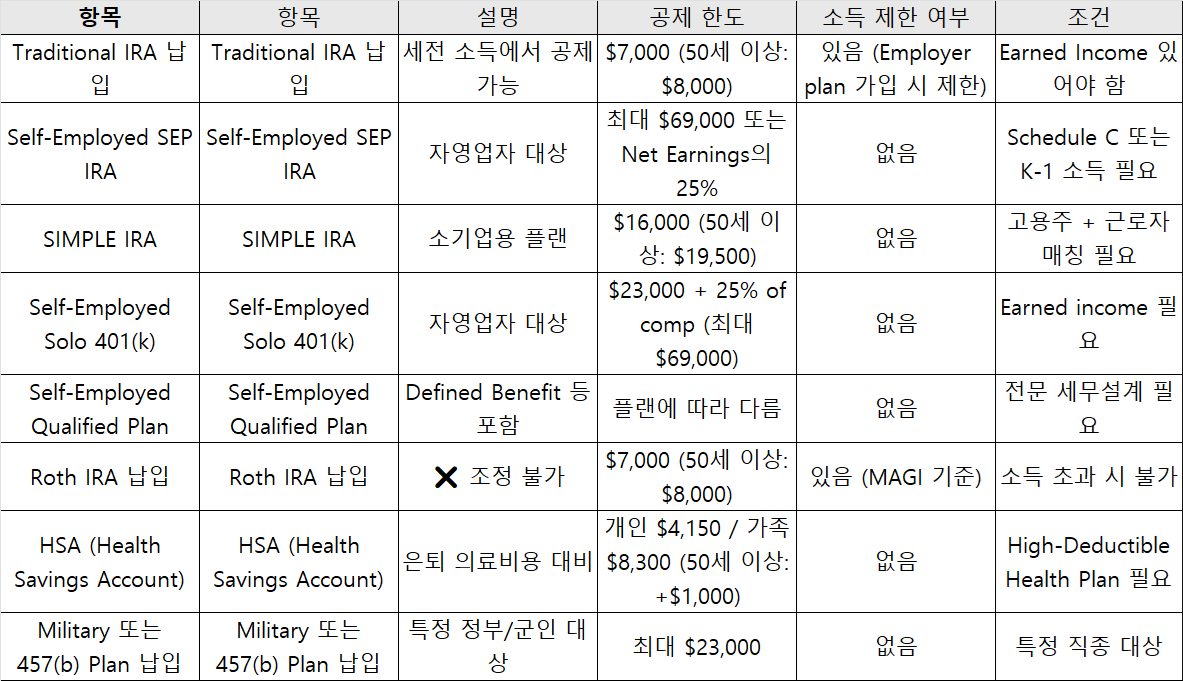 항목 항목 설명 공제 한도 소득 제한 여부 조건
Traditional IRA 납입 Traditional IRA 납입 세전 소득에서 공제 가능 $7,000 (50세 이상: $8,000) 있음 (Employer plan 가입 시 제한) Earned Income 있어야 함
Self-Employed SEP IRA Self-Employed SEP IRA 자영업자 대상 최대 $69,000 또는 Net Earnings의 25% 없음 Schedule C 또는 K-1 소득 필요
SIMPLE IRA SIMPLE IRA 소기업용 플랜 $16,000 (50세 이상: $19,500) 없음 고용주 + 근로자 매칭 필요
Self-Employed Solo 401(k) Self-Employed Solo 401(k) 자영업자 대상 $23,000 + 25% of comp (최대 $69,000) 없음 Earned income 필요
Self-Employed Qualified Plan Self-Employed Qualified Plan Defined Benefit 등 포함 플랜에 따라 다름 없음 전문 세무설계 필요
Roth IRA 납입 Roth IRA 납입 ❌ 조정 불가 $7,000 (50세 이상: $8,000) 있음 (MAGI 기준) 소득 초과 시 불가
HSA (Health Savings Account) HSA (Health Savings Account) 은퇴 의료비용 대비 개인 $4,150 / 가족 $8,300 (50세 이상: +$1,000) 없음 High-Deductible Health Plan 필요
Military 또는 457(b) Plan 납입 Military 또는 457(b) Plan 납입 특정 정부/군인 대상 최대 $23,000 없음 특정 직종 대상